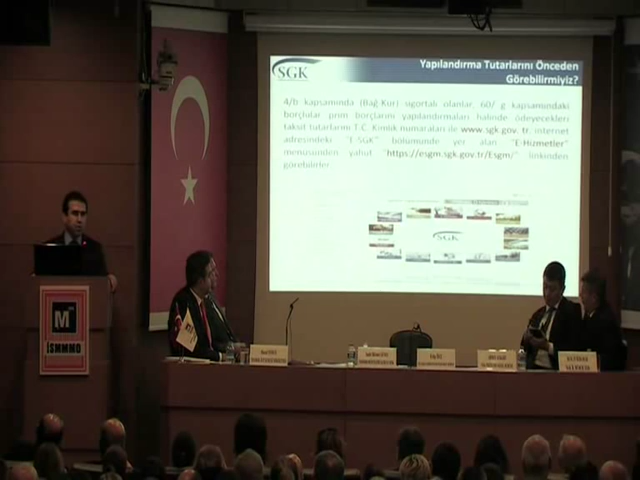 SGK
Yapılandırma Tutarlarını Önceden
Görebilirmiyiz?
4/b kapsamında (Bağ-Kur) sigortalı olanlar, 60/ g kapsamındaki
borçlular prim borçlarını yapılandırmaları halinde ödeyecekleri
taksit tutarlarını T.C. Kimlik numaraları ile www.sgk.gov. tr. internet
adresindeki "E-SGK" bölümünde yer alan "E-Hizmetler"
menüsünden yahut "https://esgm.sgk.gov.tr/Esgm/" linkinden
görebilirler.
SGK
M
İSMMMO